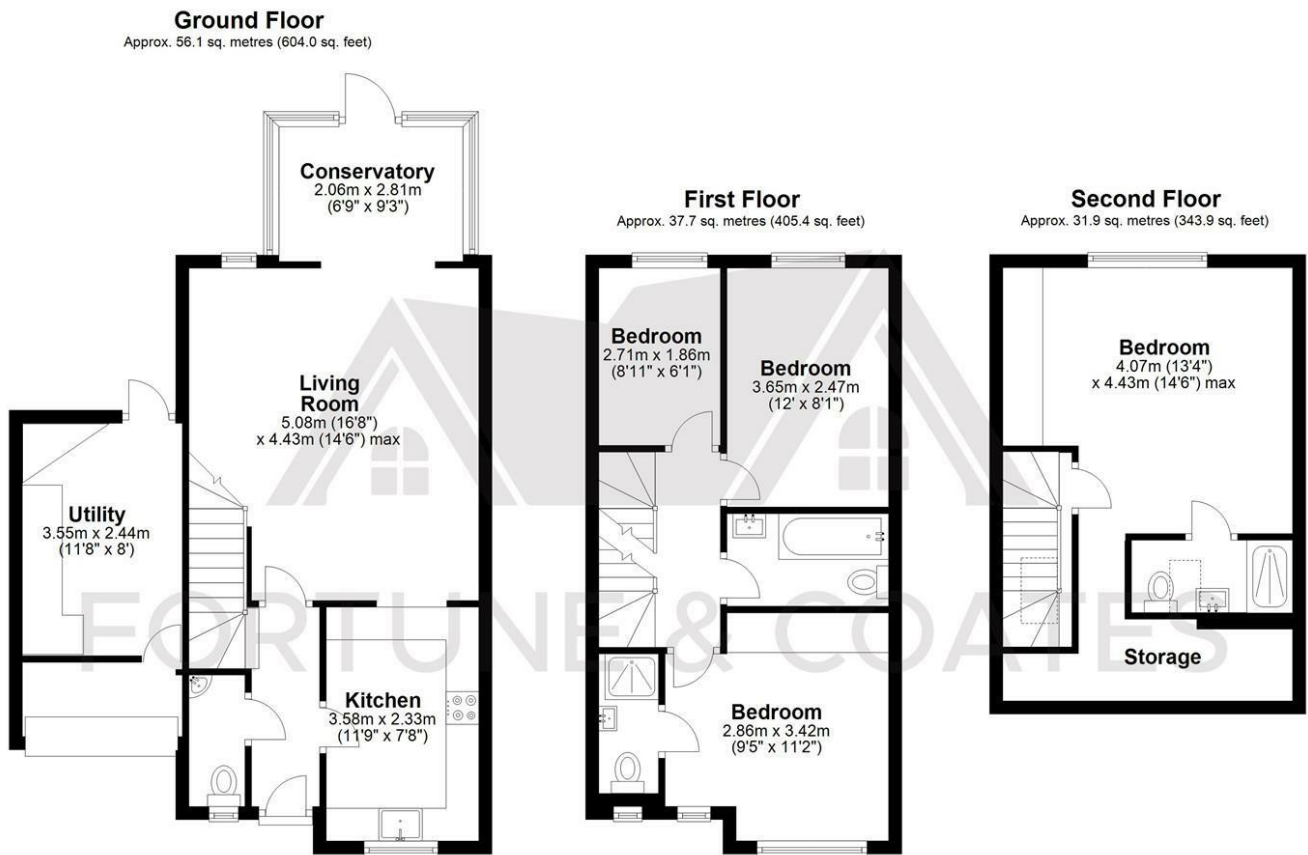 Ground Floor
Approx. 56.1 sq. metres (604.0 sq. feet)
Conservatory
2.06m x 2.81m
(6'9" x 9'3")
Living
Room
5.08m (16'8")
x 4.43m (14'6") max
Utility
3.55m x 2.44m
(11'8" x 8')
Kitchen
3.58m x 2.33m
(11'9" x 7'8")
First Floor
Approx. 37.7 sq. metres (405.4 sq. feet)
Bedroom
2.71m x 1.86m
(8'11" x 6'1")
Bedroom
3.65m x 2.47m
(12' x 8'1")
Bedroom
2.86m x 3.42m
(9'5" x 11'2")
Second Floor
Approx. 31.9 sq. metres (343.9 sq. feet)
Bedroom
4.07m (13'4")
x 4.43m (14'6") max
Storage
FORTUNE & COATES